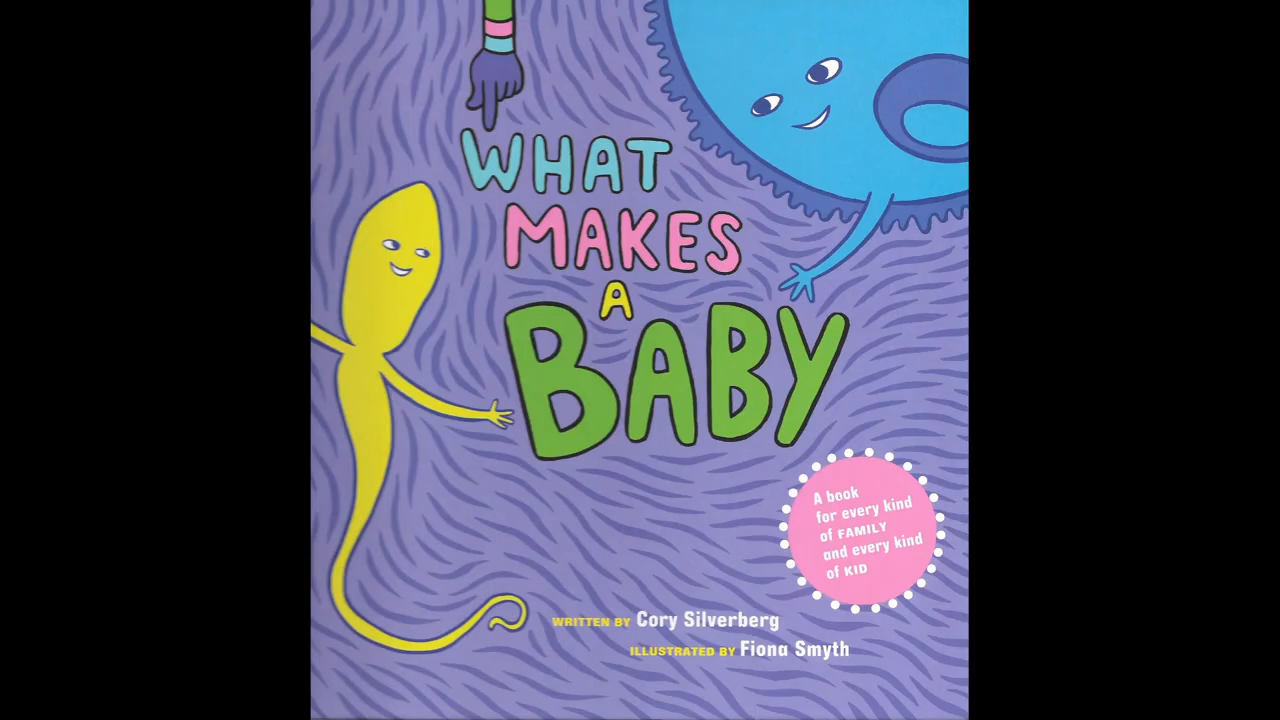 WHAT
MAKES
A
BABY
A book
for every kind
of FAMILY
and every kind
of KID
WRITTEN BY Cory Silverberg
ILLUSTRATED BY Fiona Smyth